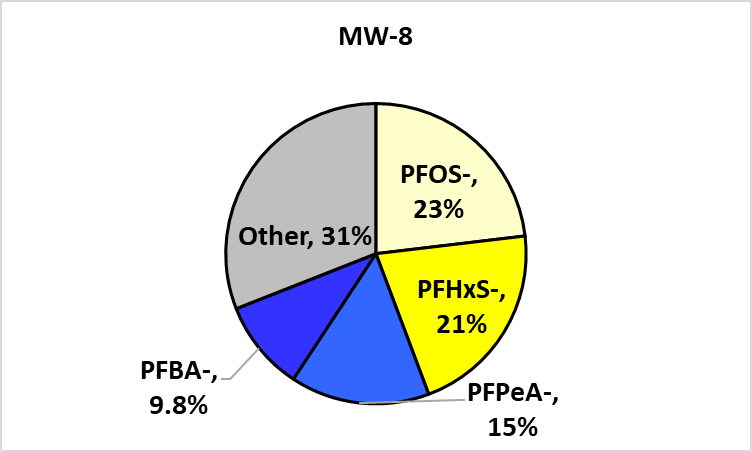 MW-8
PFOS-,
23%
PFHxS-,
21%
PFPeA-,
15%
PFBA-,
9.8%
Other, 31%